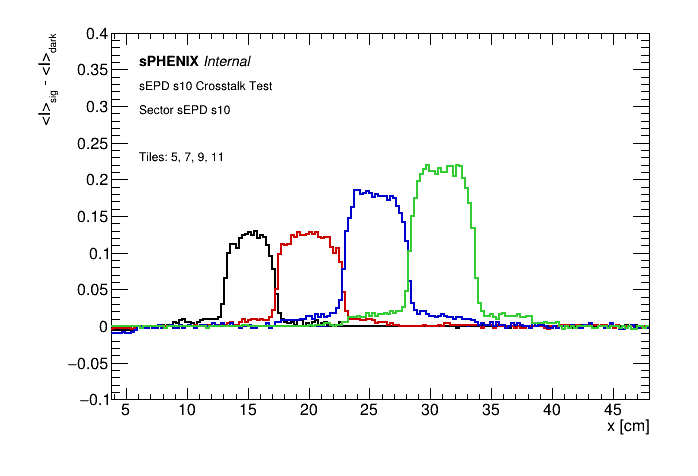 <I>sig - <I>dark
0.4
0.35
0.3
0.25
0.2
0.15
0.1
0.05
0
−0.05
−0.1
sPHENIX Internal
sEPD s10 Crosstalk Test
Sector sEPD s10
Tiles: 5, 7, 9, 11
5 10 15 20 25 30 35 40 45
x [cm]